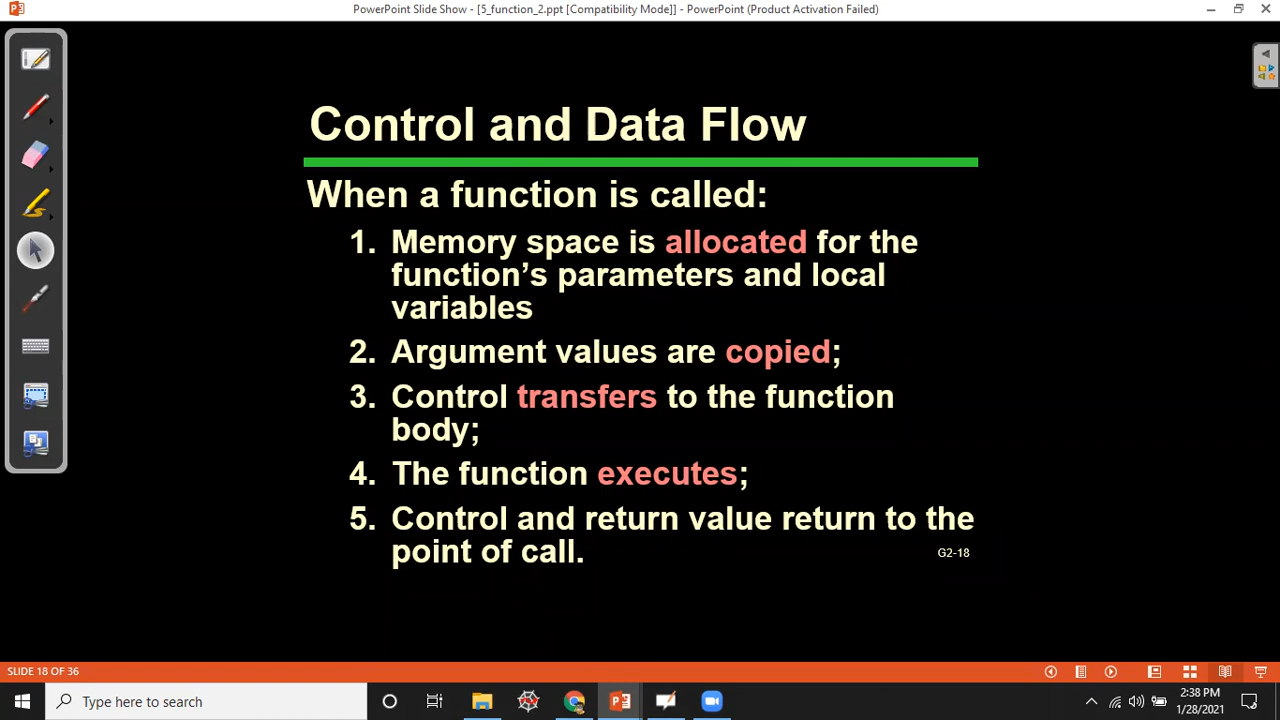 PowerPoint Slide Show - [5_function_2.ppt [Compatibility Mode]] - PowerPoint (Product Activation Failed)
Control and Data Flow
When a function is called:
1. Memory space is allocated for the
function's parameters and local
variables
2. Argument values are copied;
3. Control transfers to the function
body;
4. The function executes;
5. Control and return value return to the
point of call.
G2-18
SLIDE 18 OF 36
Type here to search
2:38 PM
1/28/2021